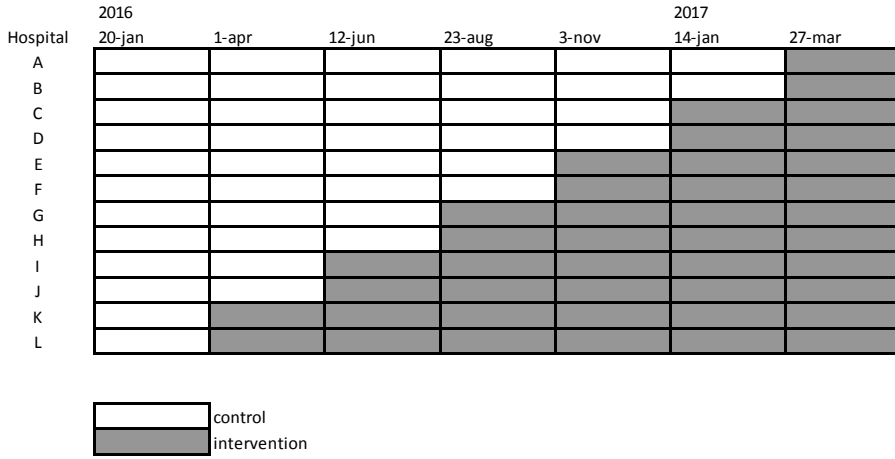 2016 2017
Hospital 20-jan 1-apr 12-jun 23-aug 3-nov 14-jan 27-mar
A
B
C
D
E
F
G
H
I
J
K
L
control
intervention